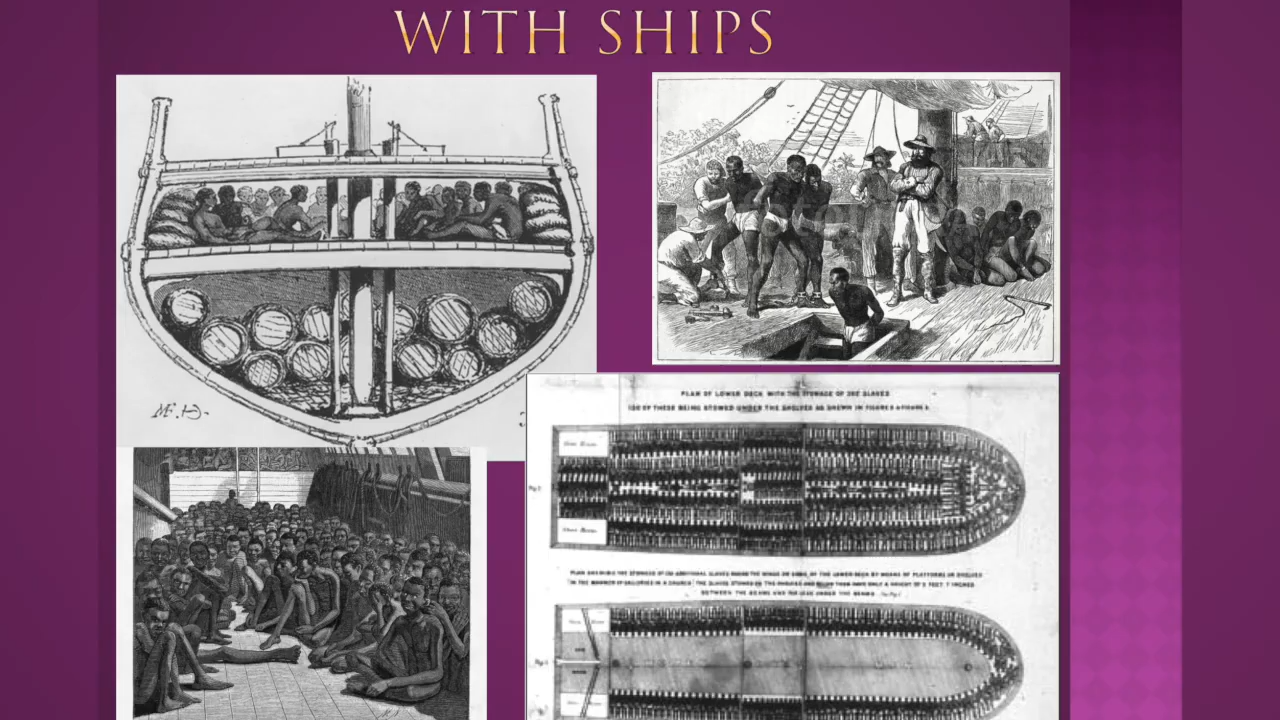 WITH SHIPS
PLAN OF LOWER DECK WITH THE STOWAGE OF 292 SLAVES
130 OF THESE BEING STOWED UNDER THE SHELVES AS SHEWN IN FIGURE
Store Room
Store Room
PLAN SHEWING THE STOWAGE OF 130 ADDITIONAL SLAVES ROUND THE WINGS OR SIDES OF THE LOWER DECK BY MEANS OF PLATFORMS OR SHELVES
IN THE MANNER OF GALLERIES IN A CHURCH THE SLAVES STOWED ON THE SHELVES AND BELOW THEM HAVE ONLY A HEIGHT OF 2 FEET 7 INCHES
BETWEEN THE BEAMS AND FAR LESS UNDER THE BEAMS